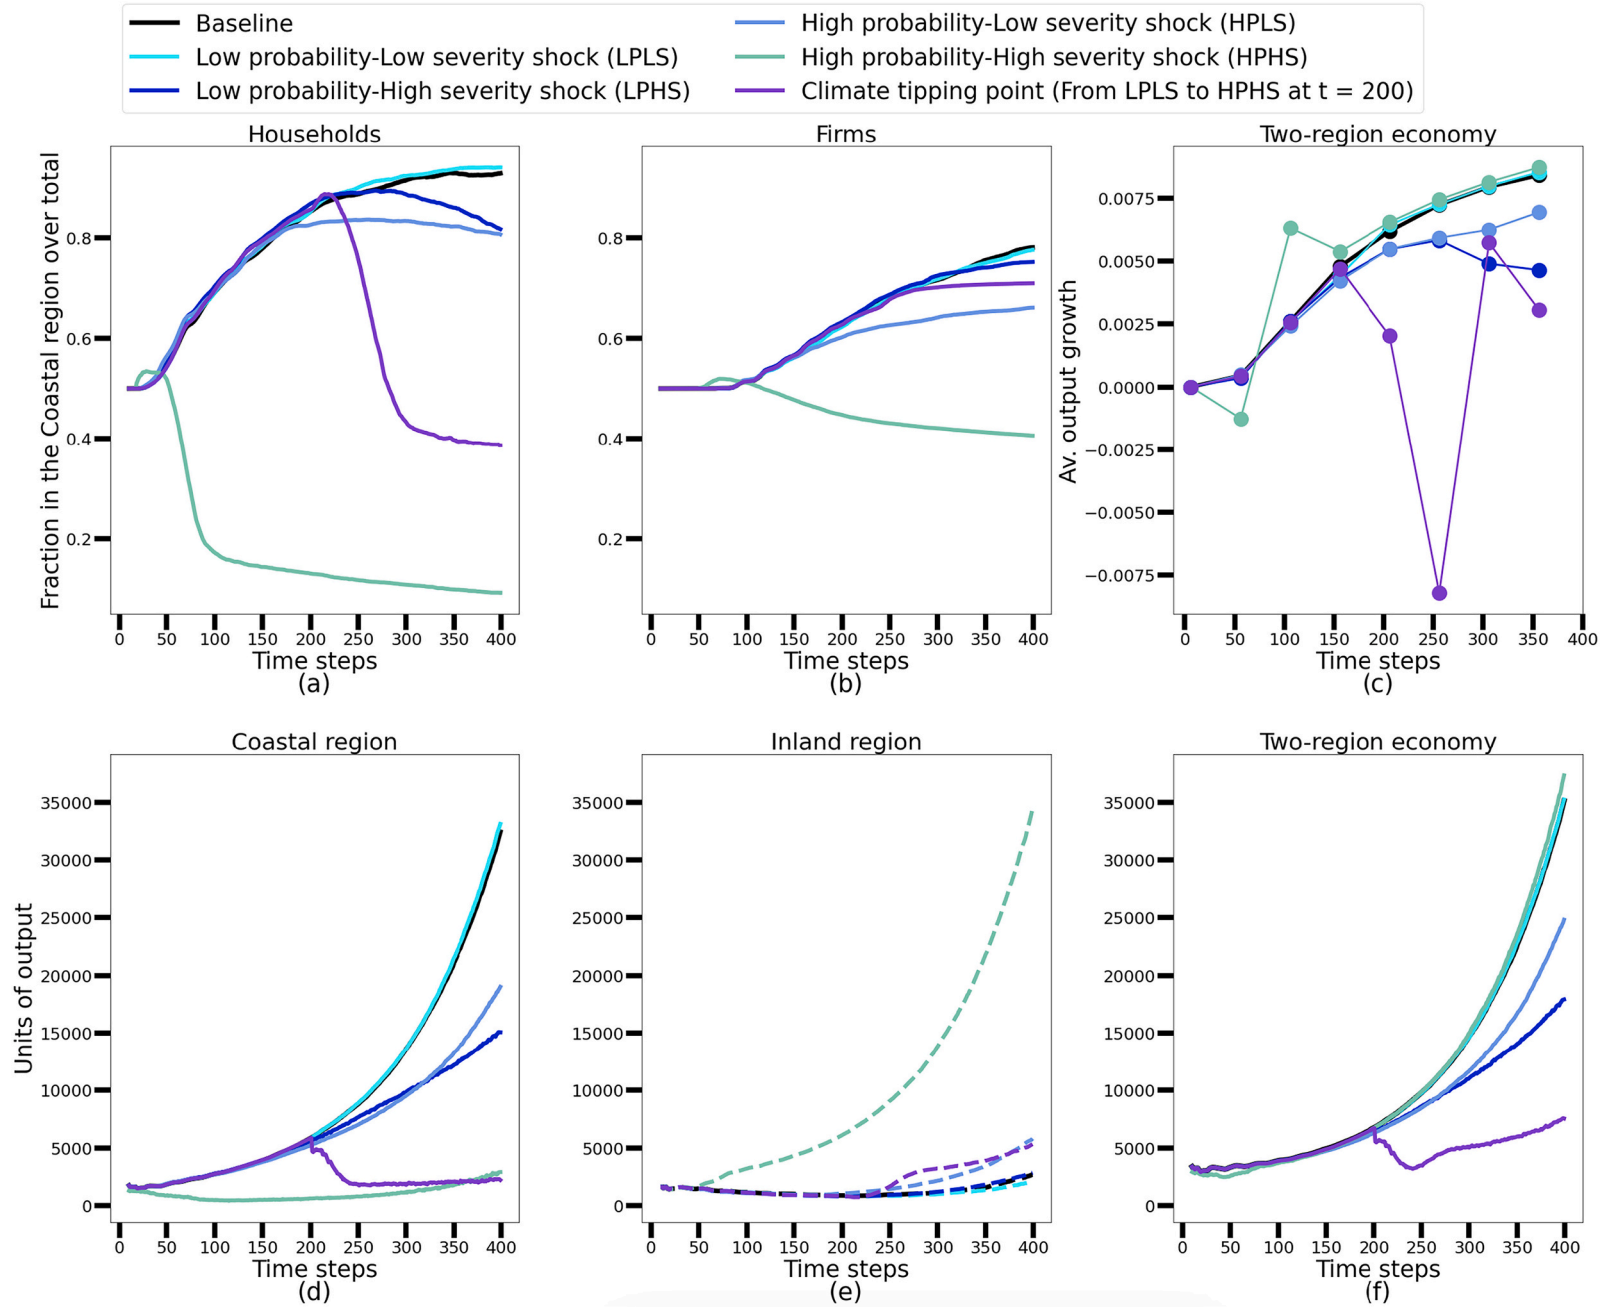 Baseline
Low probability-Low severity shock (LPLS)
Low probability-High severity shock (LPHS)
High probability-Low severity shock (HPLS)
High probability-High severity shock (HPHS)
Climate tipping point (From LPLS to HPHS at t = 200)
Households
Fraction in the Coastal region over total
0.8
0.6
0.4
0.2
0 50 100 150 200 250 300 350 400
Time steps
(a)
Firms
0.8
0.6
0.4
0.2
0 50 100 150 200 250 300 350 400
Time steps
(b)
Two-region economy
Av. output growth
0.0075
0.0050
0.0025
0.0000
−0.0025
−0.0050
−0.0075
0 50 100 150 200 250 300 350 400
Time steps
(c)
Coastal region
Units of output
35000
30000
25000
20000
15000
10000
5000
0
0 50 100 150 200 250 300 350 400
Time steps
(d)
Inland region
35000
30000
25000
20000
15000
10000
5000
0
0 50 100 150 200 250 300 350 400
Time steps
(e)
Two-region economy
35000
30000
25000
20000
15000
10000
5000
0
0 50 100 150 200 250 300 350 400
Time steps
(f)